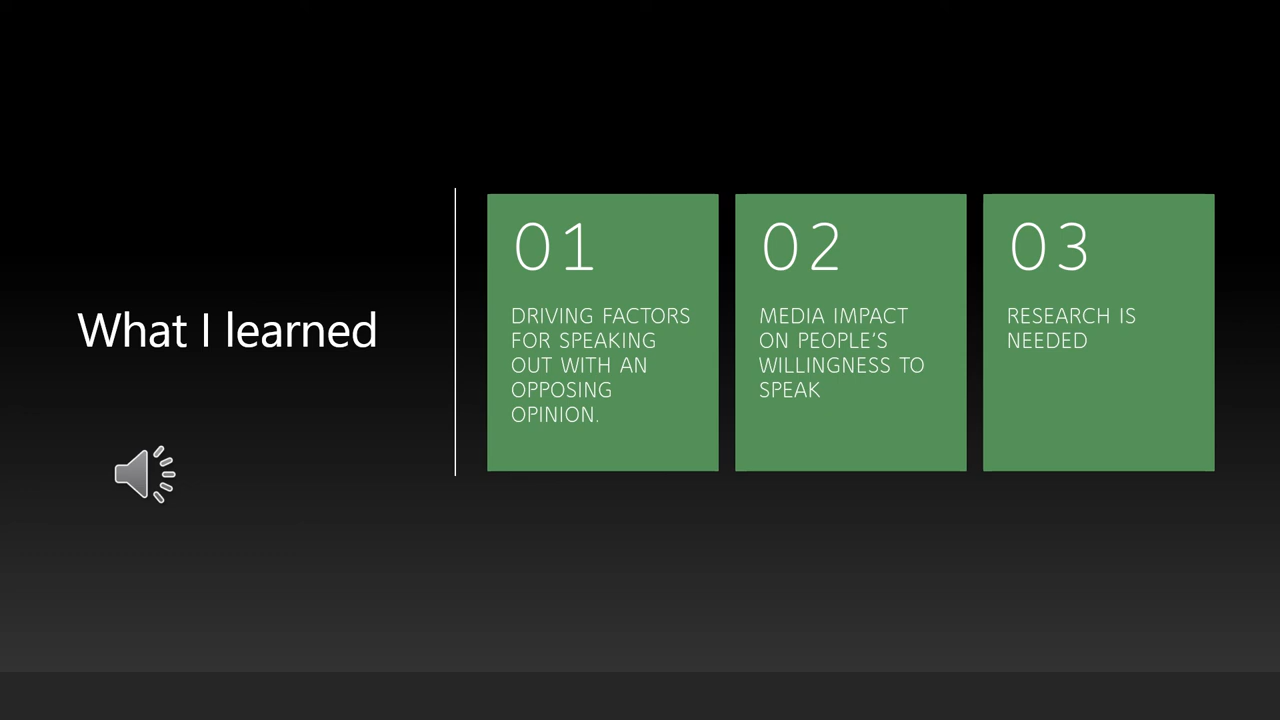 What I learned
01
DRIVING FACTORS
FOR SPEAKING
OUT WITH AN
OPPOSING
OPINION.
02
MEDIA IMPACT
ON PEOPLE’S
WILLINGNESS TO
SPEAK
03
RESEARCH IS
NEEDED